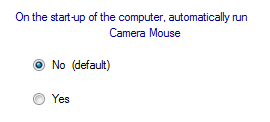 On the start-up of the computer, automatically run
Camera Mouse
No (default)
Yes